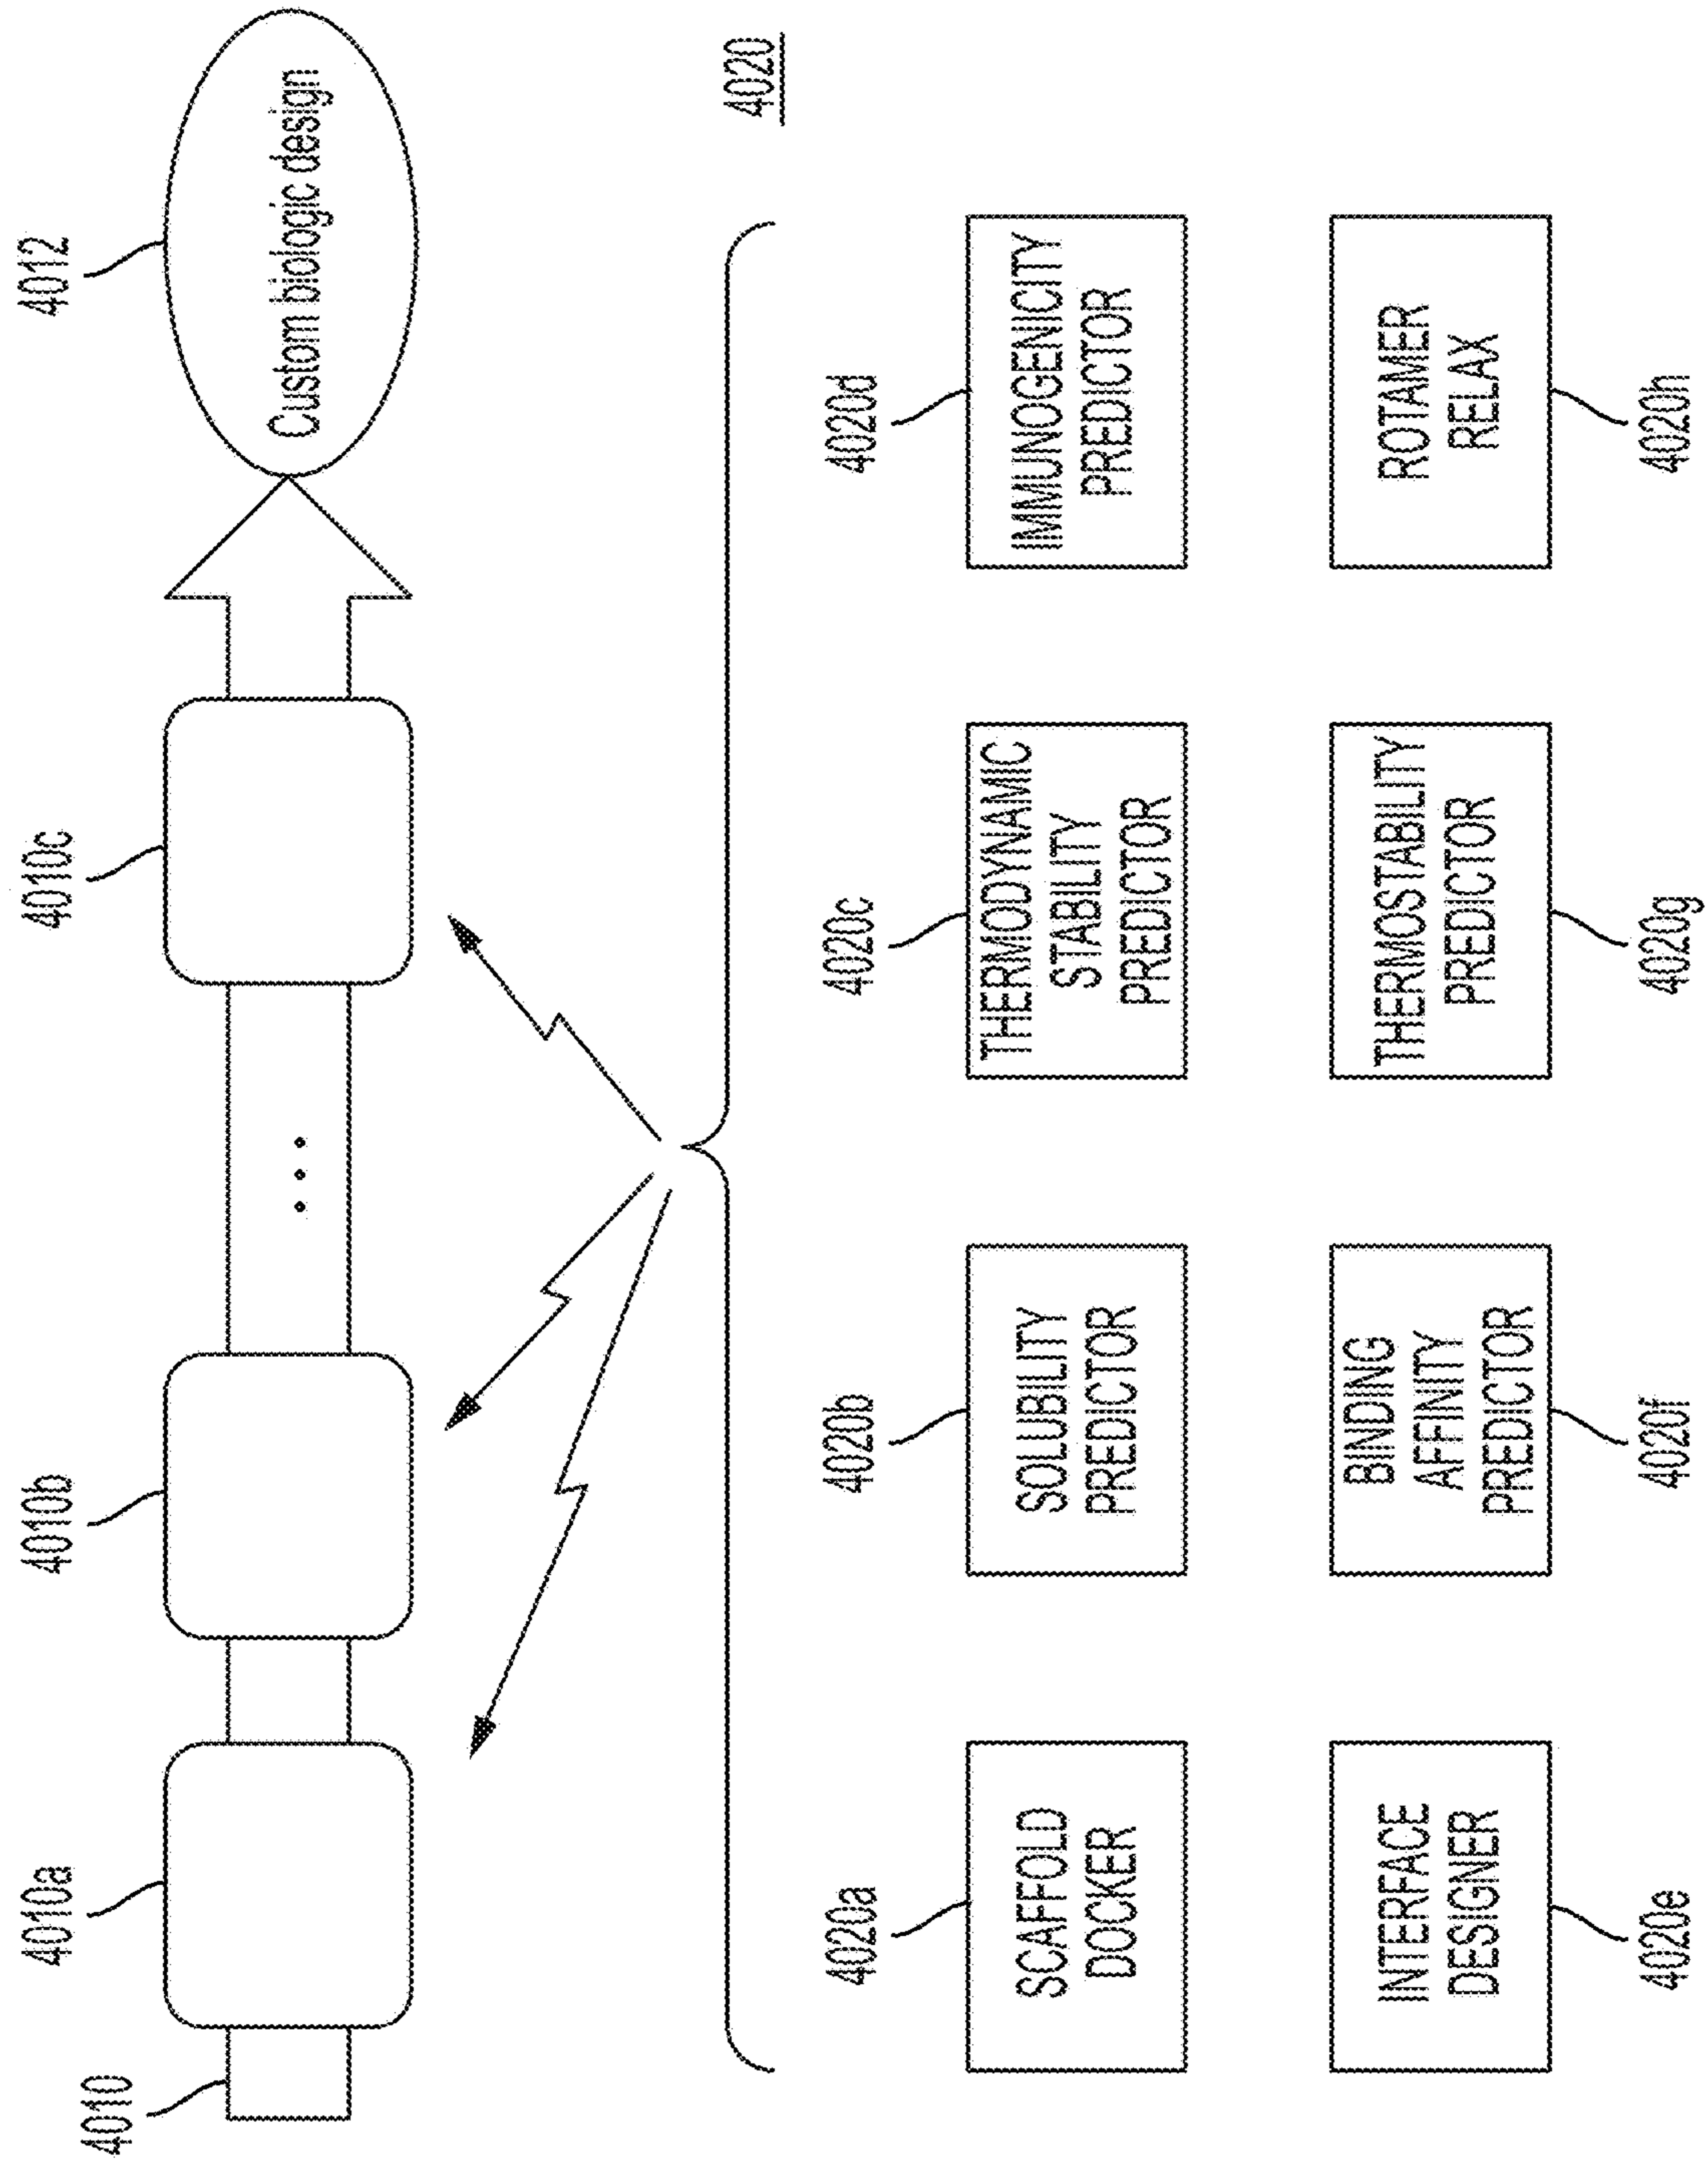 4010
4010a
4010b
4010c
4012
...
Custom biologic design
4020
4020a
4020b
4020c
4020d
SCAFFOLD
DOCKER
SOLUBILITY
PREDICTOR
THERMODYNAMIC
STABILITY
PREDICTOR
IMMUNOGENICITY
PREDICTOR
INTERFACE
DESIGNER
BINDING
AFFINITY
PREDICTOR
THERMOSTABILITY
PREDICTOR
ROTAMER
RELAX
4020e
4020f
4020g
4020h